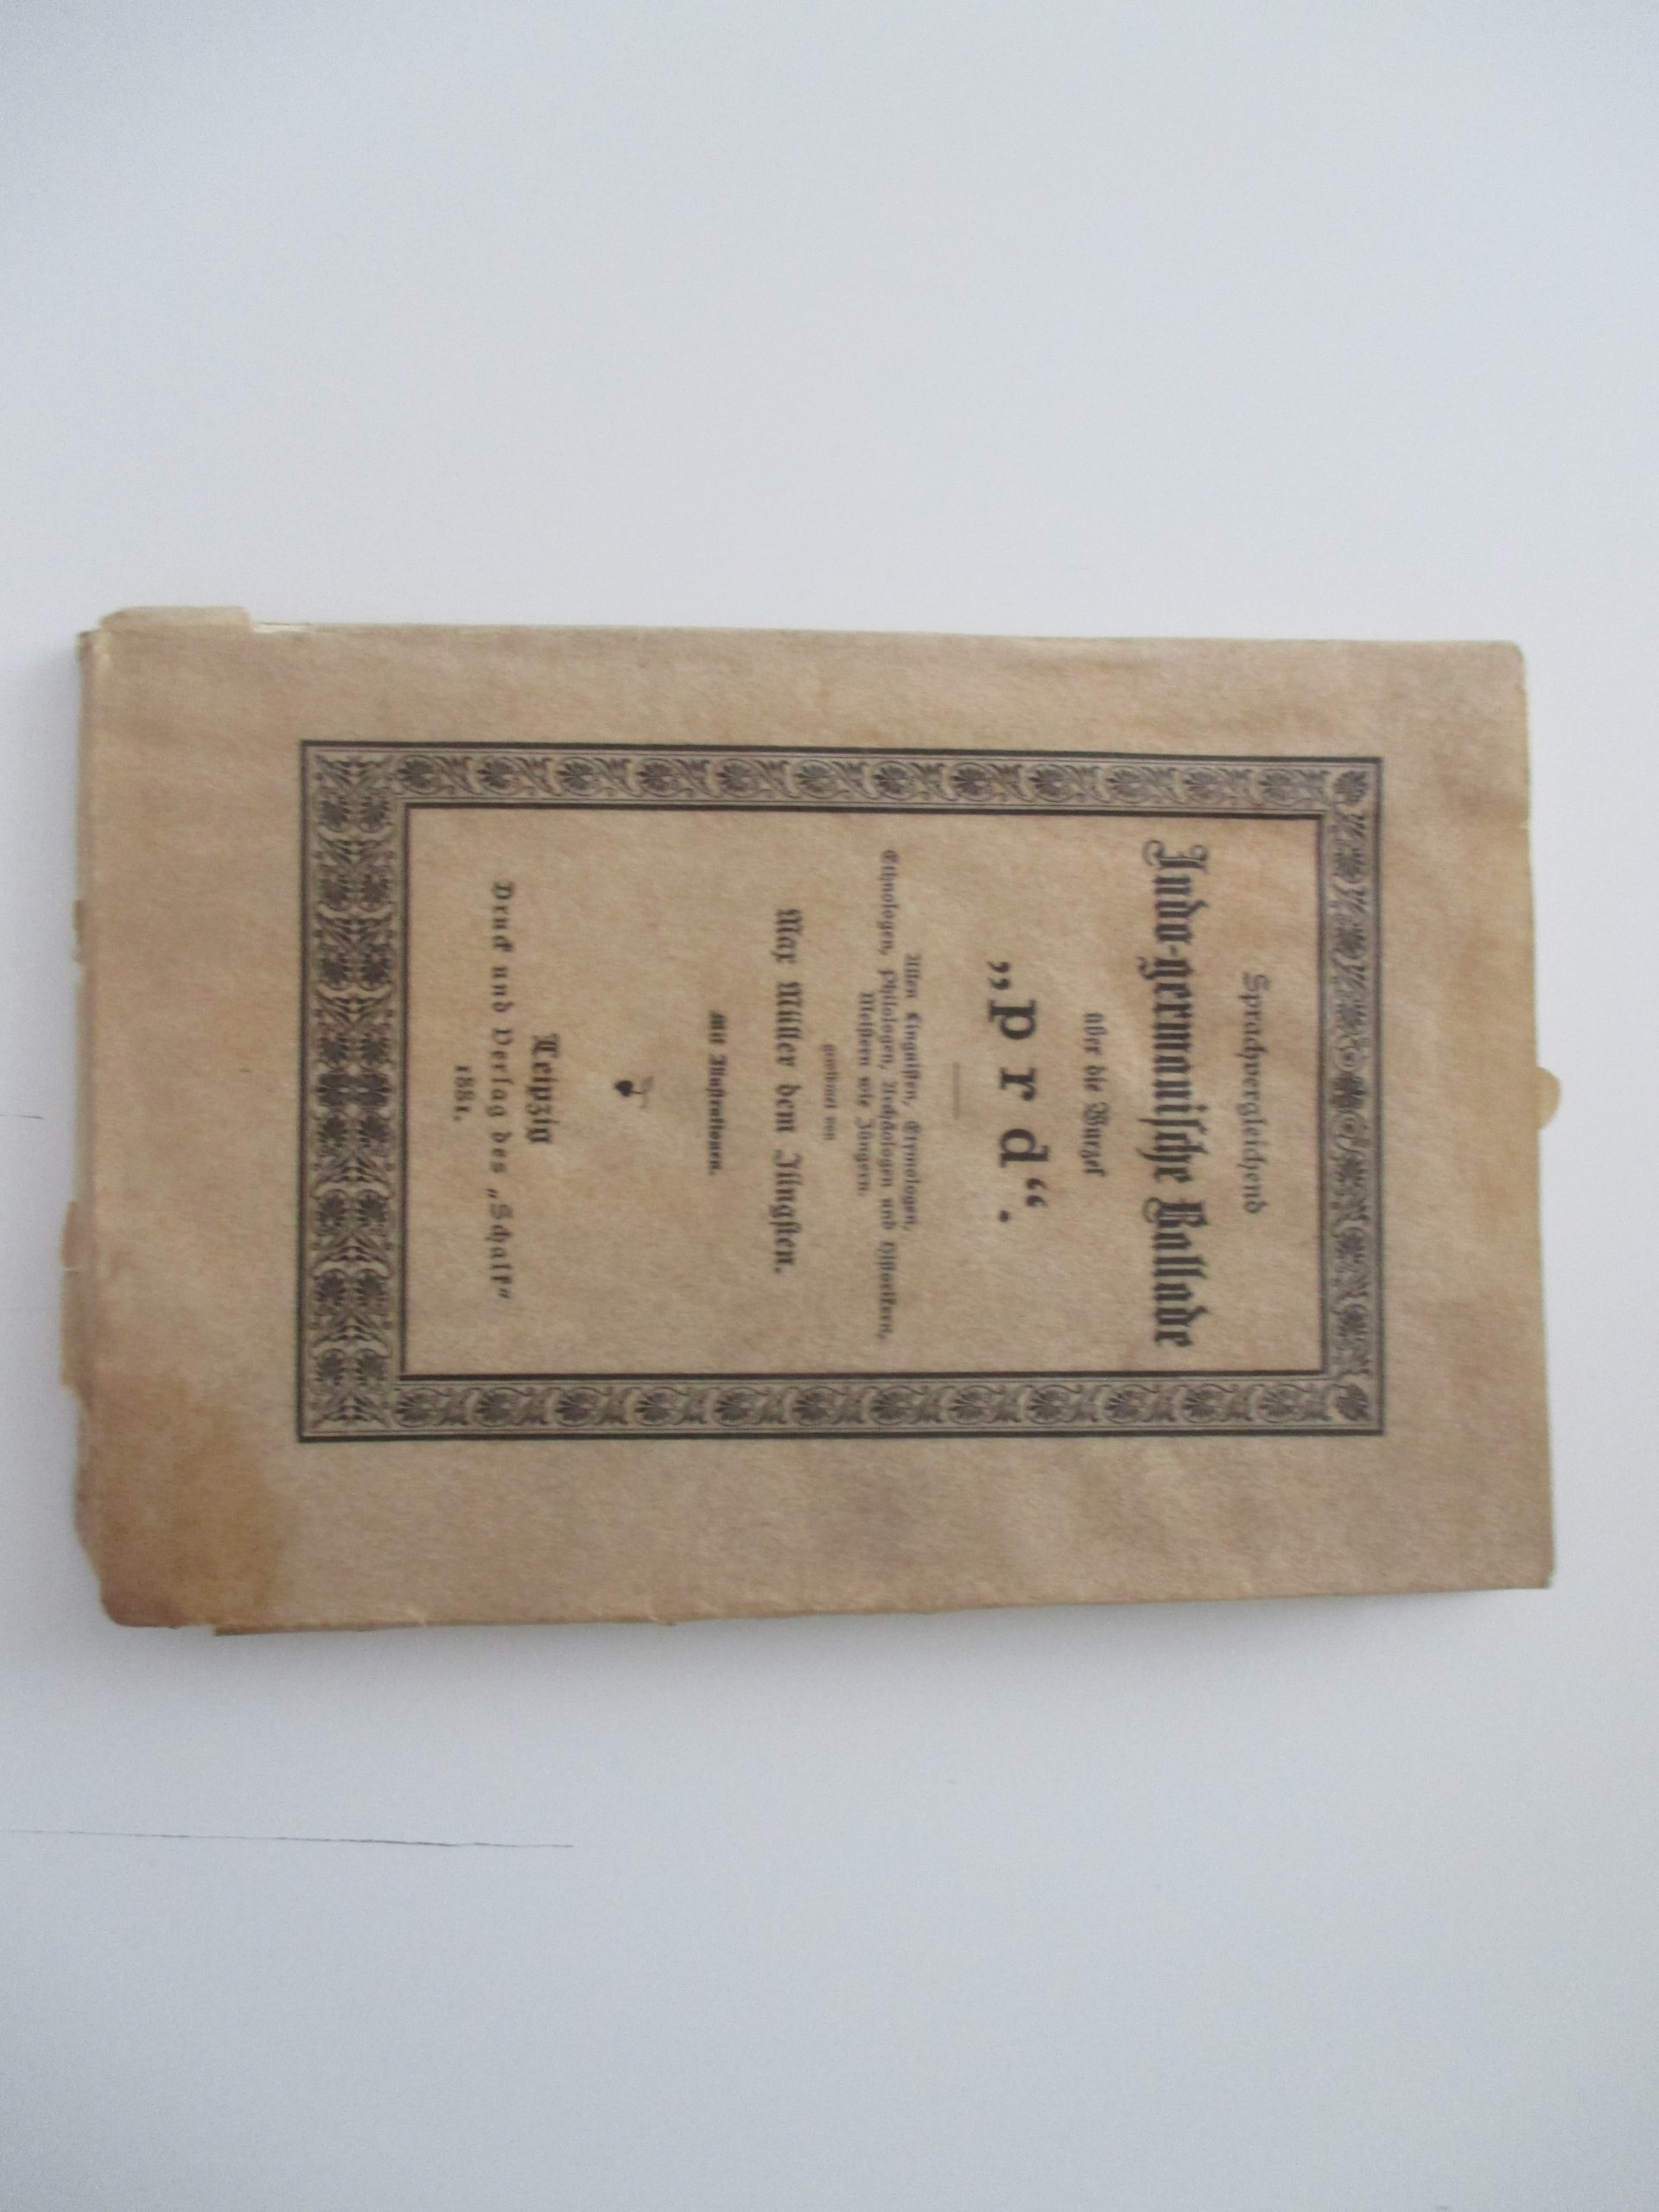 Sprachvergleichend
Indo-germanische Ballade
über die Wurzel
„p r d“.
Allen Linguisten, Etymologen,
Ethnologen, Philologen, Archäologen und Historikern,
Meistern wie Jüngern
gewidmet von
Max Müller dem Jüngsten.
Mit Illustrationen.
Leipzig
Druck und Verlag des „Schalk“
1881.